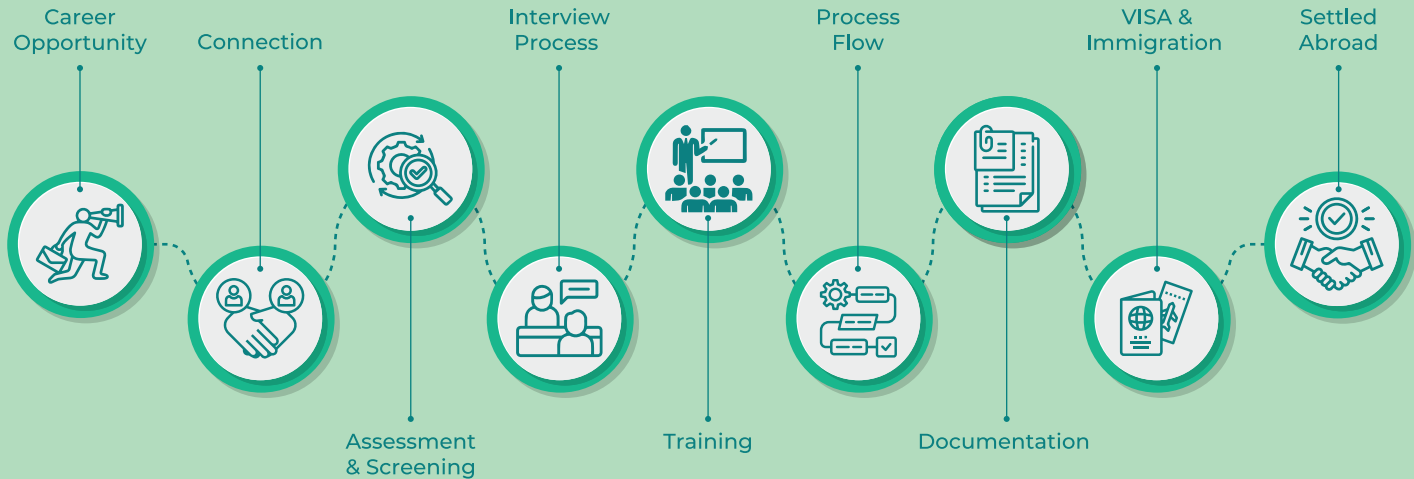 Career
Opportunity
Connection
Assessment
& Screening
Interview
Process
Training
Process
Flow
Documentation
VISA &
Immigration
Settled
Abroad